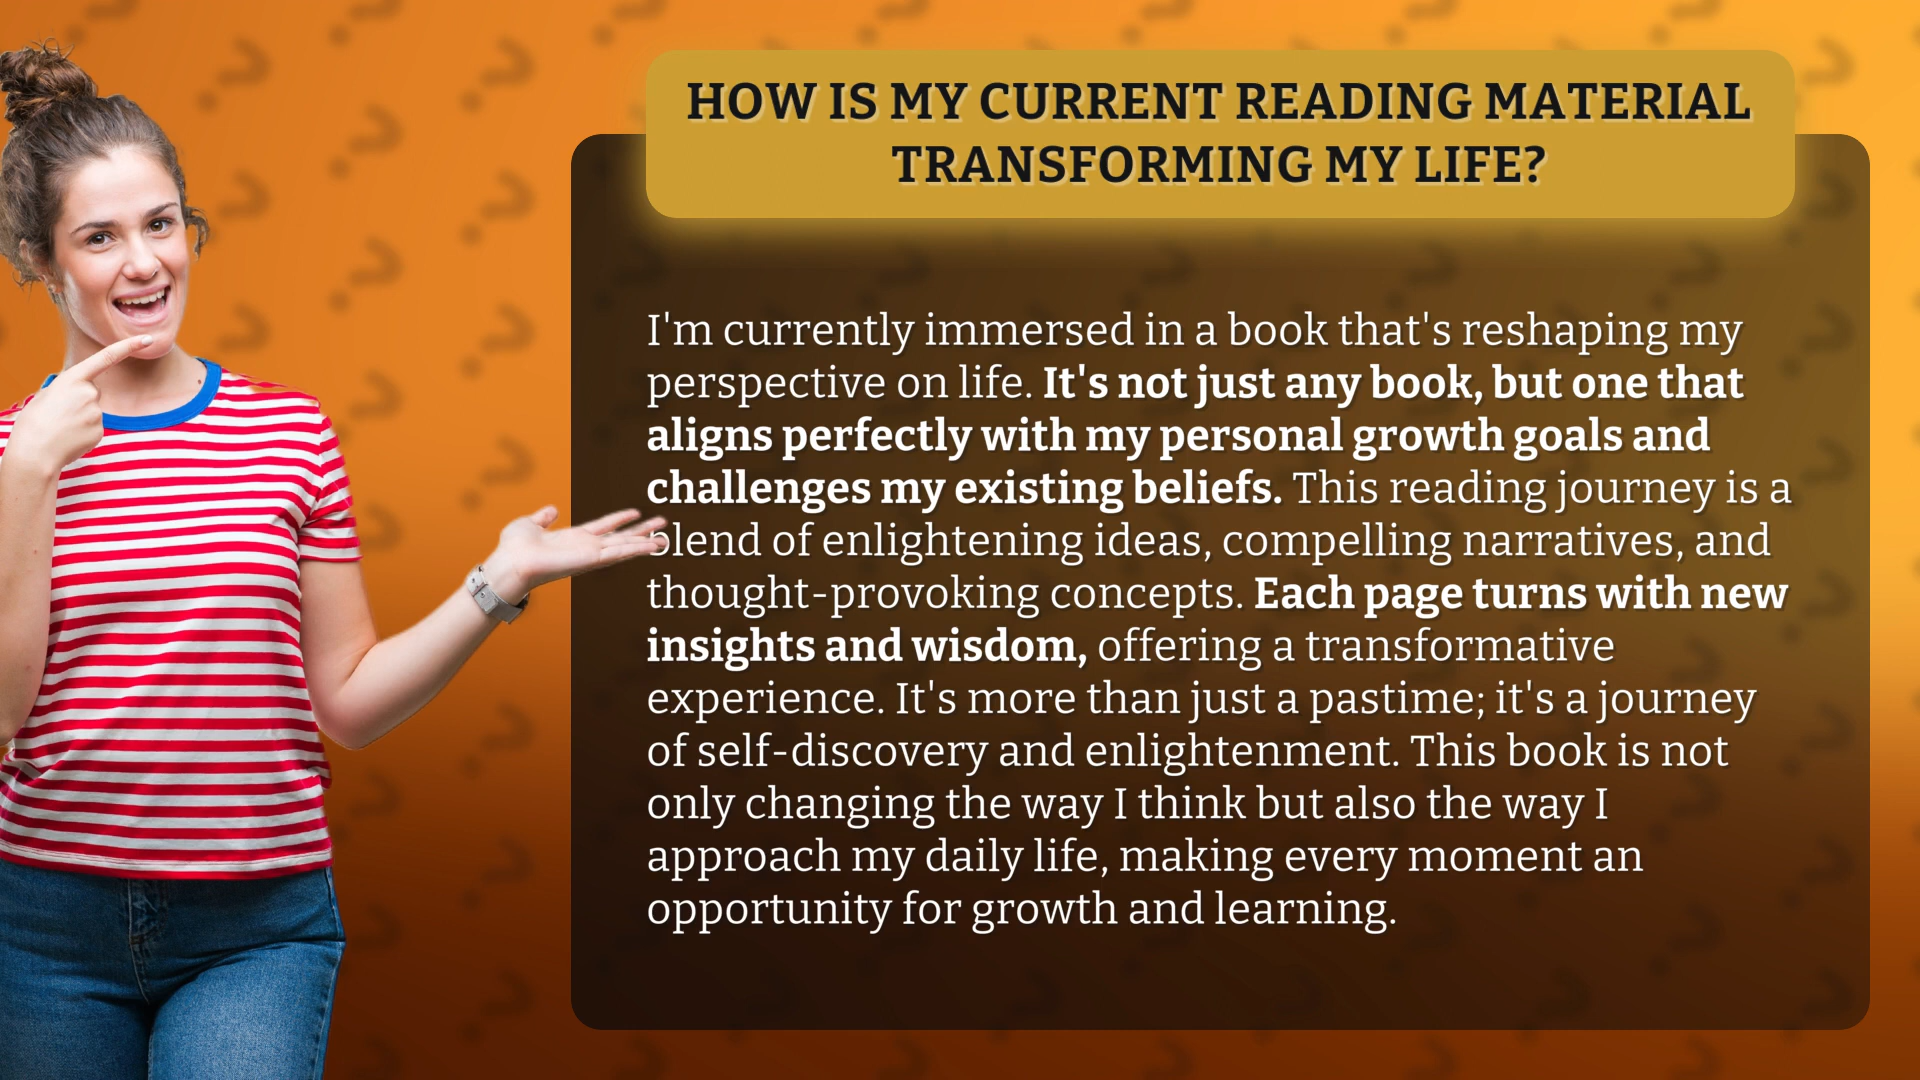 HOW IS MY CURRENT READING MATERIAL
TRANSFORMING MY LIFE?
I'm currently immersed in a book that's reshaping my
perspective on life. It's not just any book, but one that
aligns perfectly with my personal growth goals and
challenges my existing beliefs. This reading journey is a
blend of enlightening ideas, compelling narratives, and
thought-provoking concepts. Each page turns with new
insights and wisdom, offering a transformative
experience. It's more than just a pastime; it's a journey
of self-discovery and enlightenment. This book is not
only changing the way I think but also the way I
approach my daily life, making every moment an
opportunity for growth and learning.